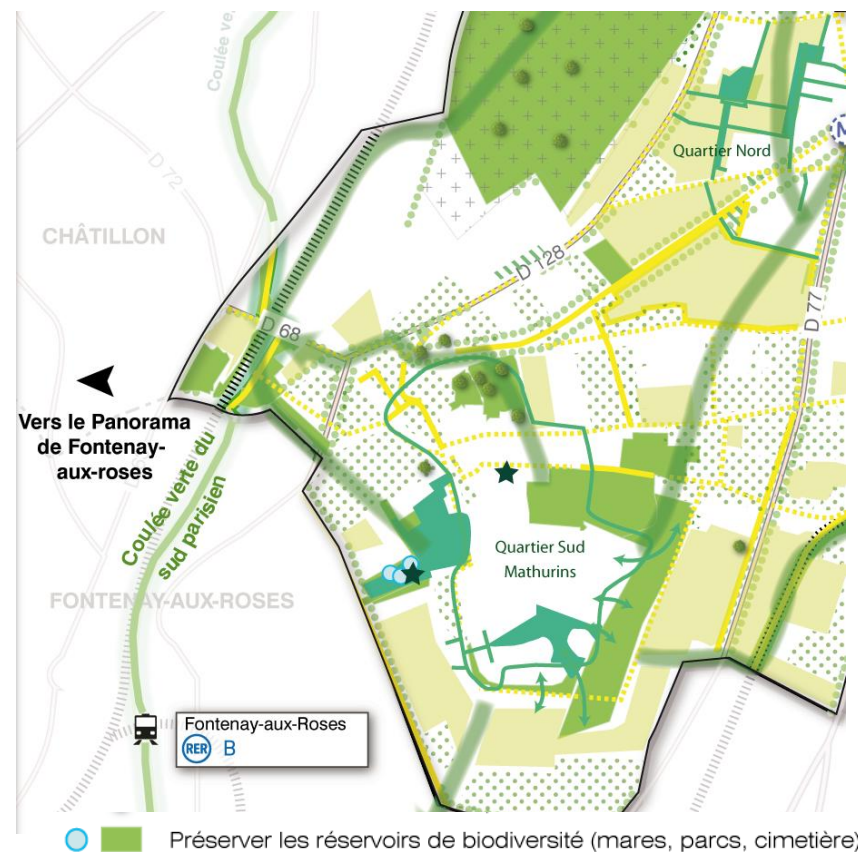 Coulée ve
D 72
Quartier Nord
M
CHÂTILLON
D 128
D 77
D 68
Vers le Panorama
de Fontenay-
aux-roses
Coulée verte du
sud parisien
Quartier Sud
Mathurins
FONTENAY-AUX-ROSES
Fontenay-aux-Roses
RER B
Préserver les réservoirs de biodiversité (mares, parcs, cimetière)